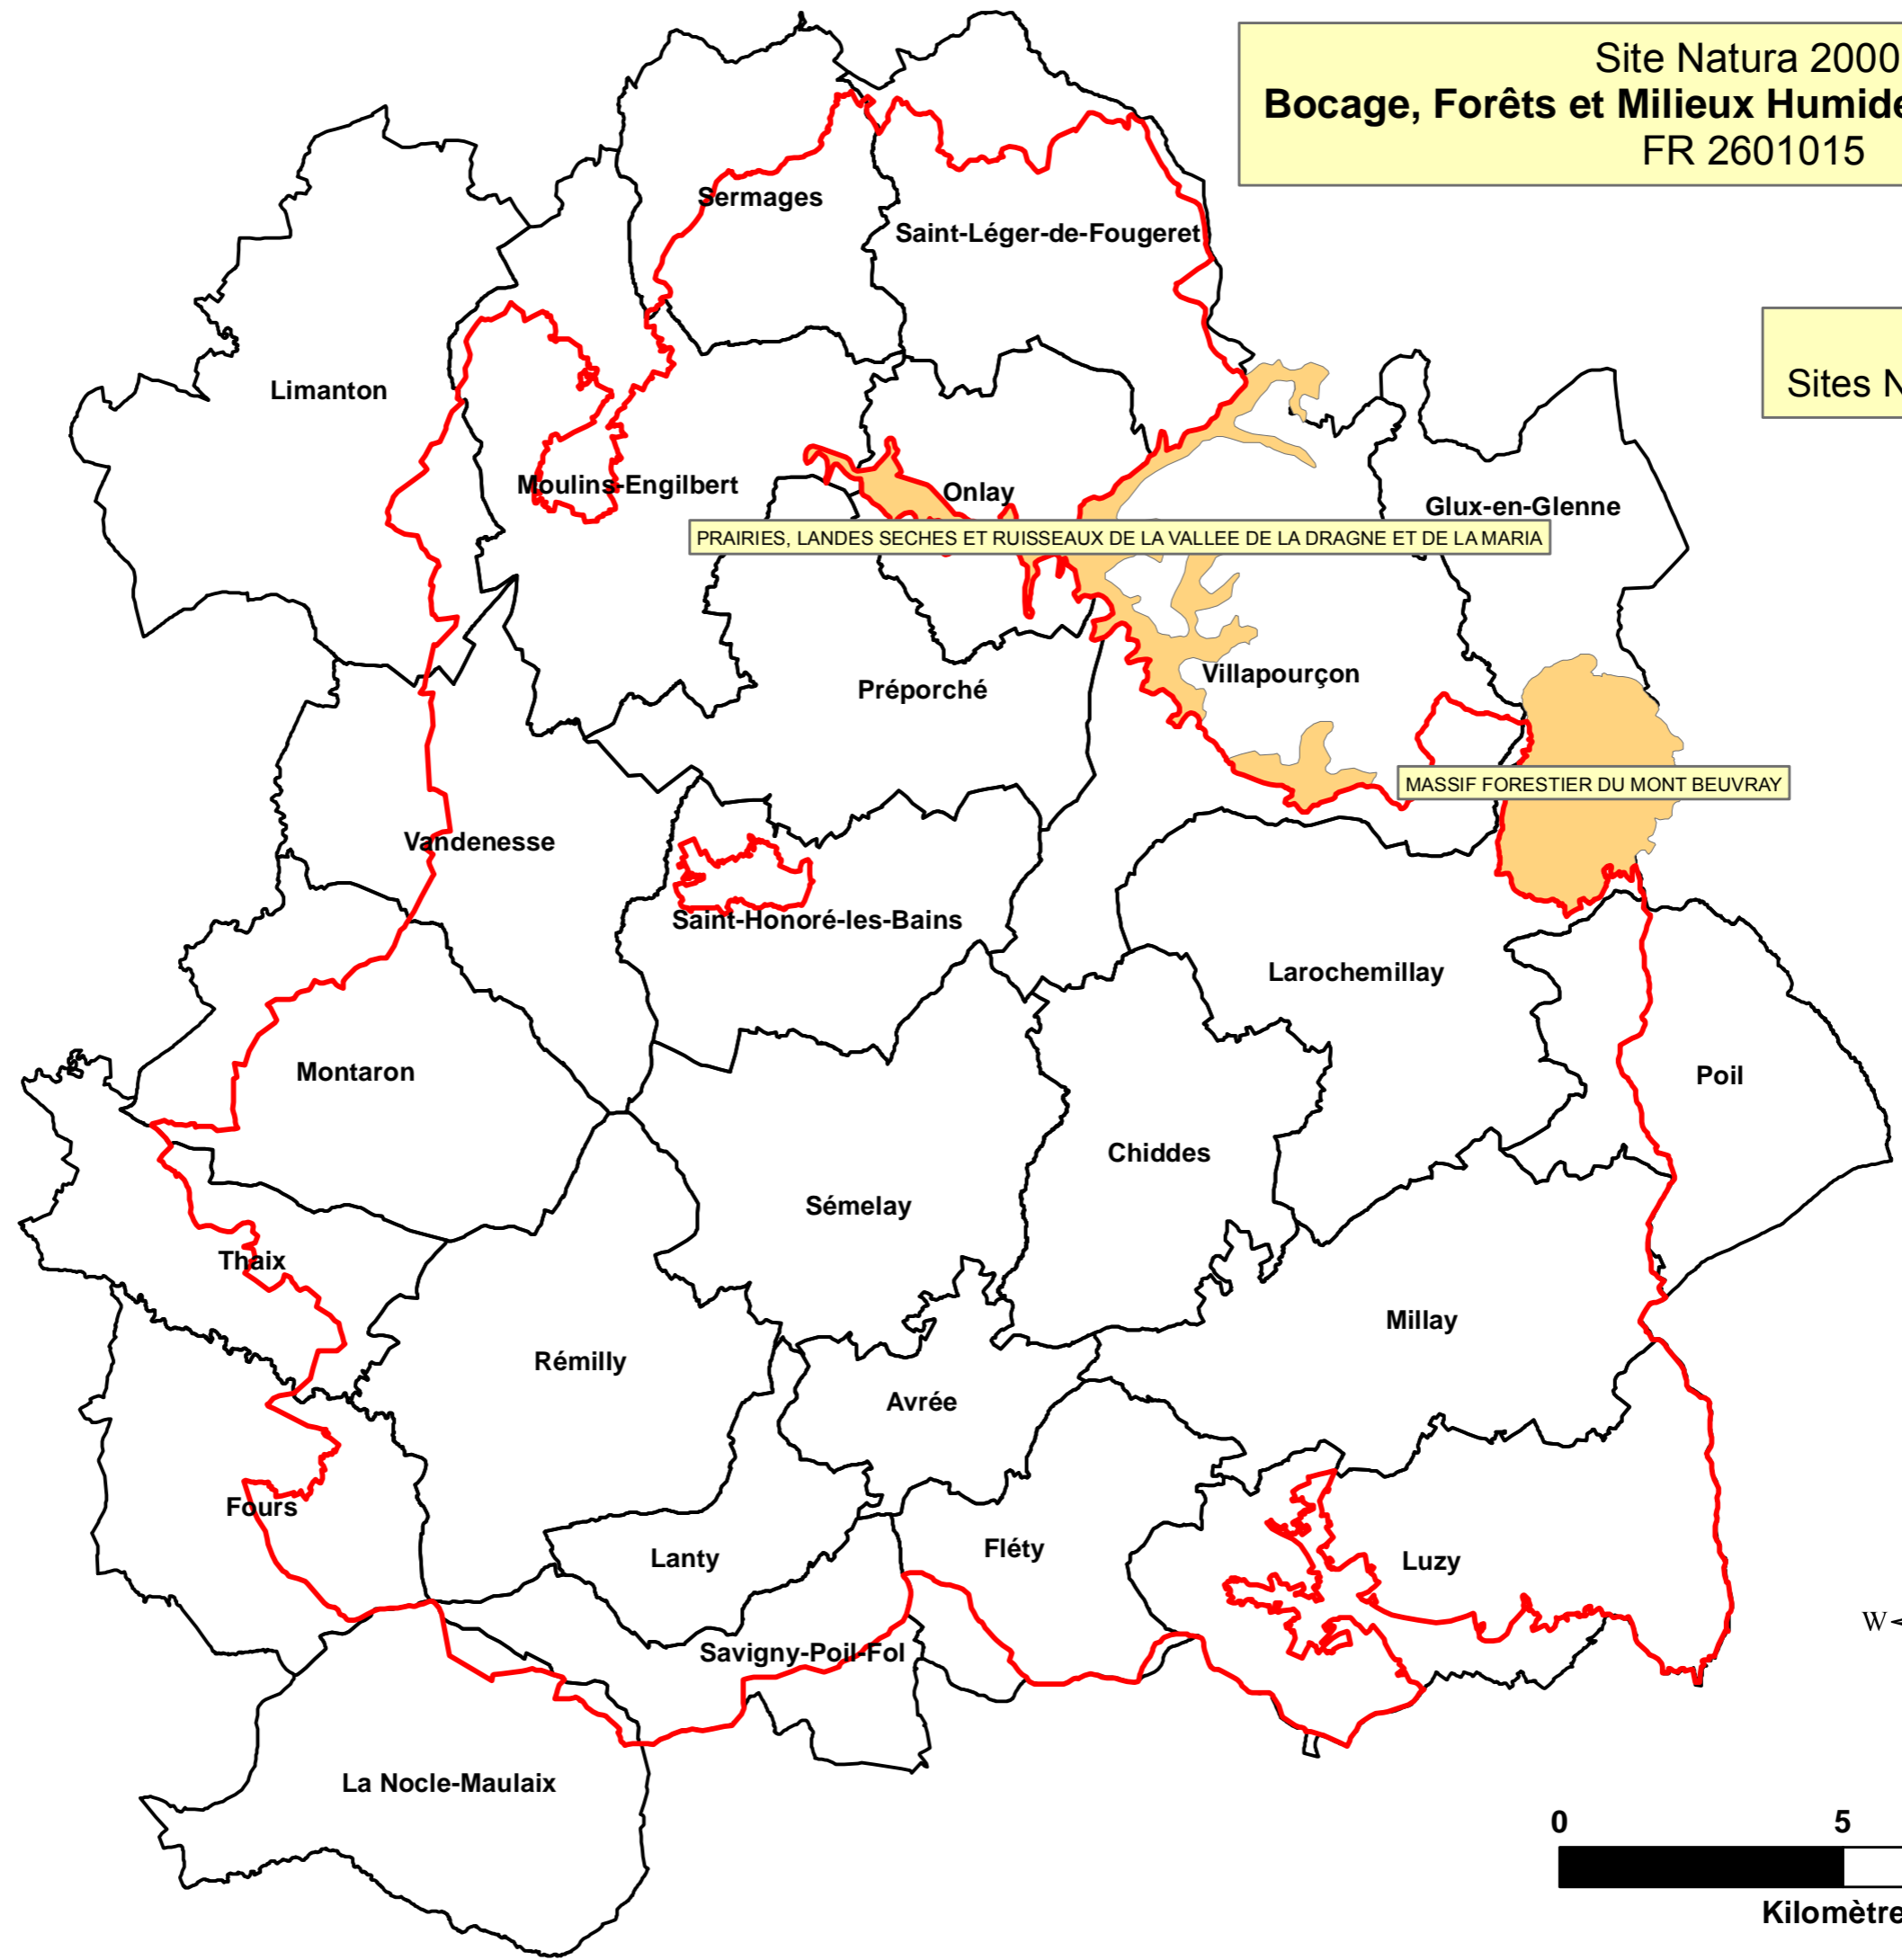 Site Natura 2000
Bocage, Forêts et Milieux Humide
FR 2601015
Sermages
Saint-Léger-de-Fougeret
Sites N
Limanton
Moulins-Engilbert
Onlay
Glux-en-Glenne
PRAIRIES, LANDES SECHES ET RUISSEAUX DE LA VALLEE DE LA DRAGNE ET DE LA MARIA
Villapourçon
Préporché
MASSIF FORESTIER DU MONT BEUVRAY
Vandenesse
Saint-Honoré-les-Bains
Larochemillay
Montaron
Poil
Chiddes
Sémelay
Thaix
Millay
Rémilly
Avrée
Fours
Fléty
Lanty
Luzy
W
Savigny-Poil-Fol
La Nocle-Maulaix
0 5
Kilomètre